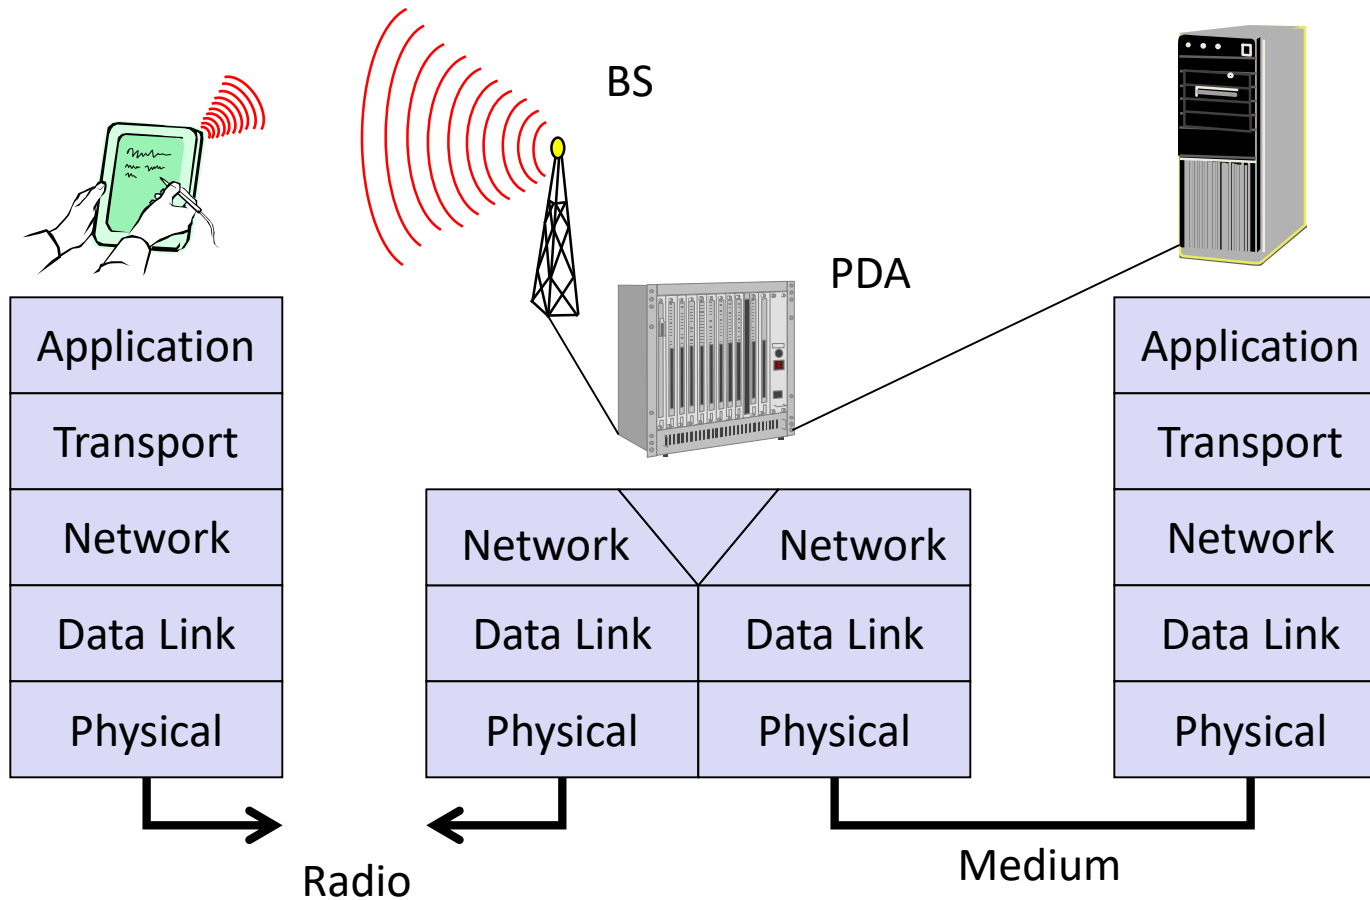 BS
PDA
Application
Transport
Network
Data Link
Physical
Network
Network
Data Link
Data Link
Physical
Physical
Application
Transport
Network
Data Link
Physical
Radio
Medium